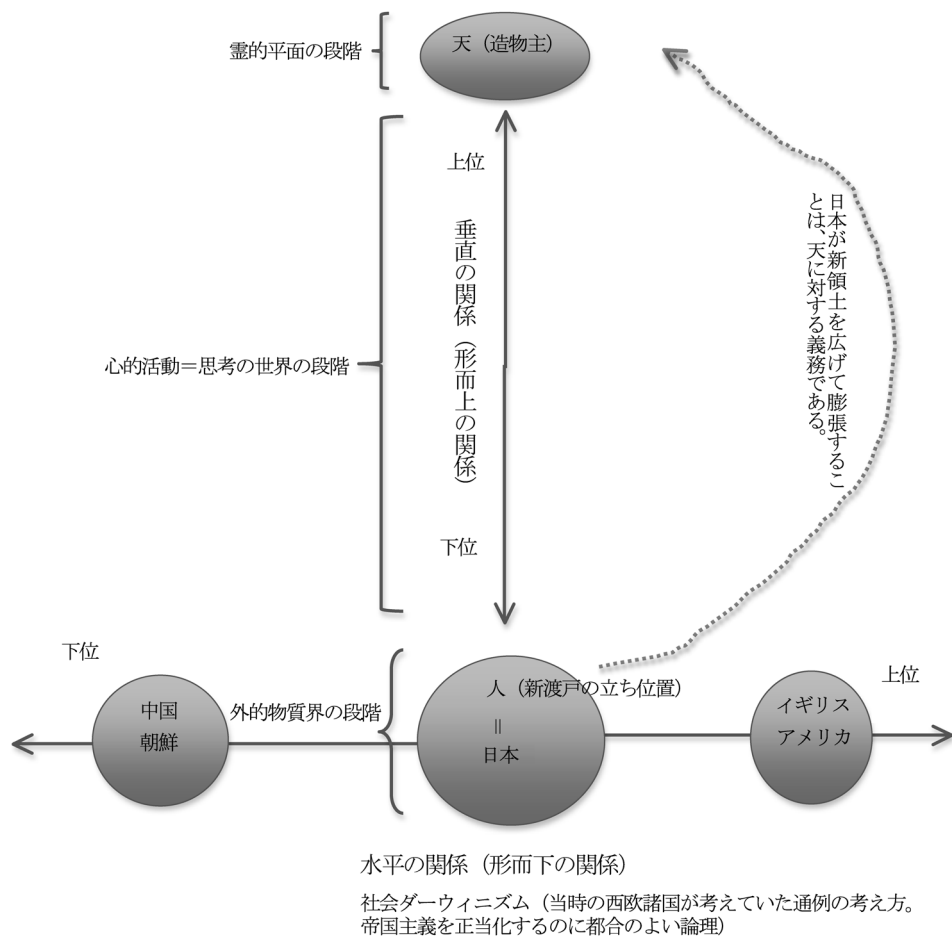 霊的平面の段階
天（造物主）
上位
垂直の関係（形而上の関係）
心的活動＝思考の世界の段階
下位
日本が新領土を広げて膨張するこ
とは、天に対する義務である。
下位
中国
朝鮮
外的物質界の段階
人（新渡戸の立ち位置）
＝
日本
イギリス
アメリカ
上位
水平の関係（形而下の関係）
社会ダーウィニズム（当時の西欧諸国が考えていた通例の考え方。
帝国主義を正当化するのに都合のよい論理）